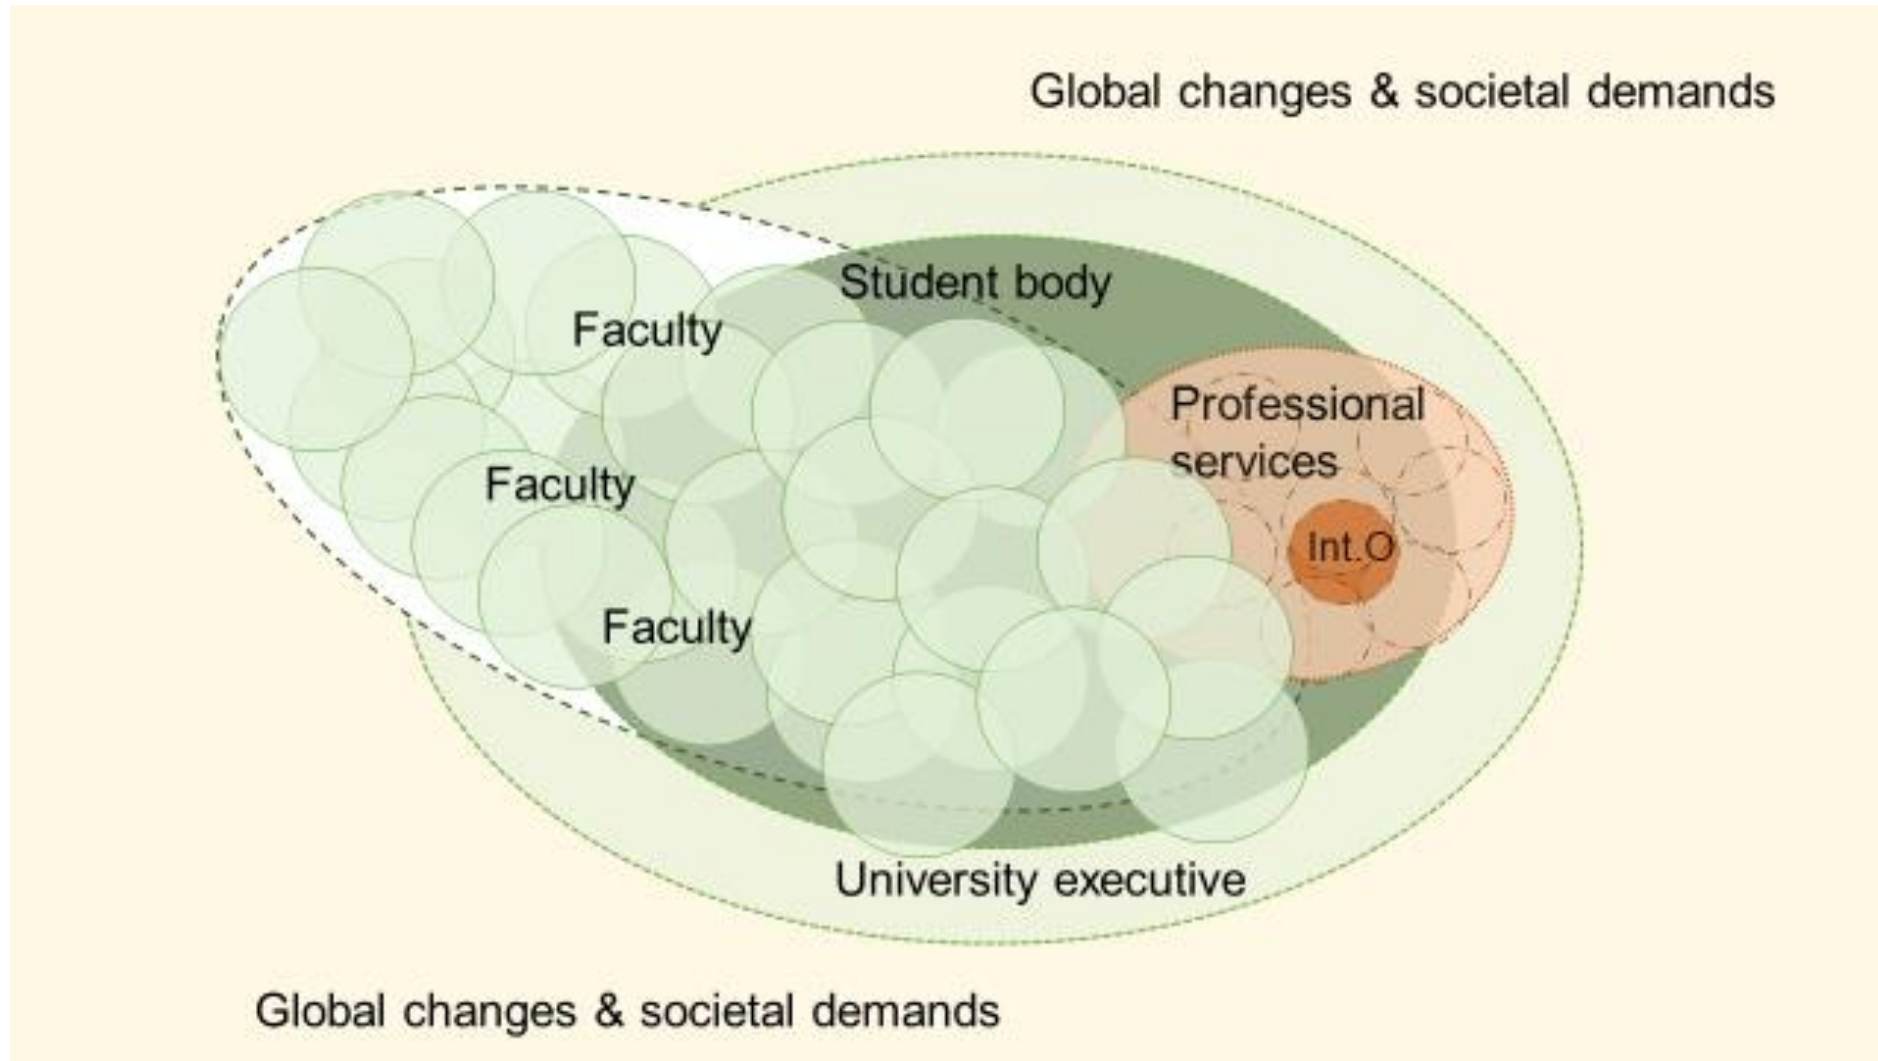 Global changes & societal demands
Student body
Faculty
Professional
services
Faculty
Int.O
Faculty
University executive
Global changes & societal demands